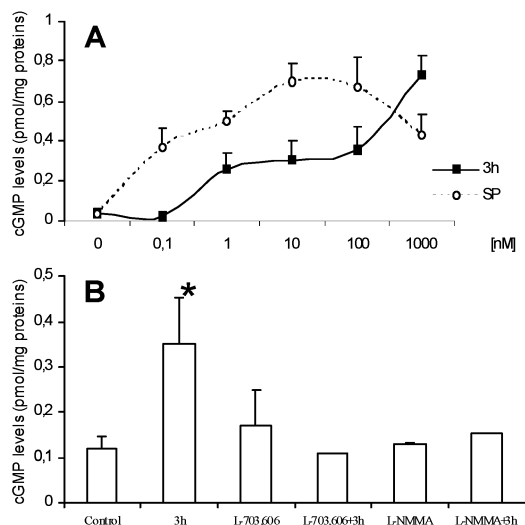 A
cGMP levels (pmol/mg proteins)
1
0,8
0,6
0,4
0,2
0
0 0,1 1 10 100 1000 [nM]
3h
SP
B
cGMP levels (pmol/mg proteins)
0,5
0,4
0,3
0,2
0,1
0
*
Control 3h L-703,606 L-703,606+3h L-NMMA L-NMMA+3h